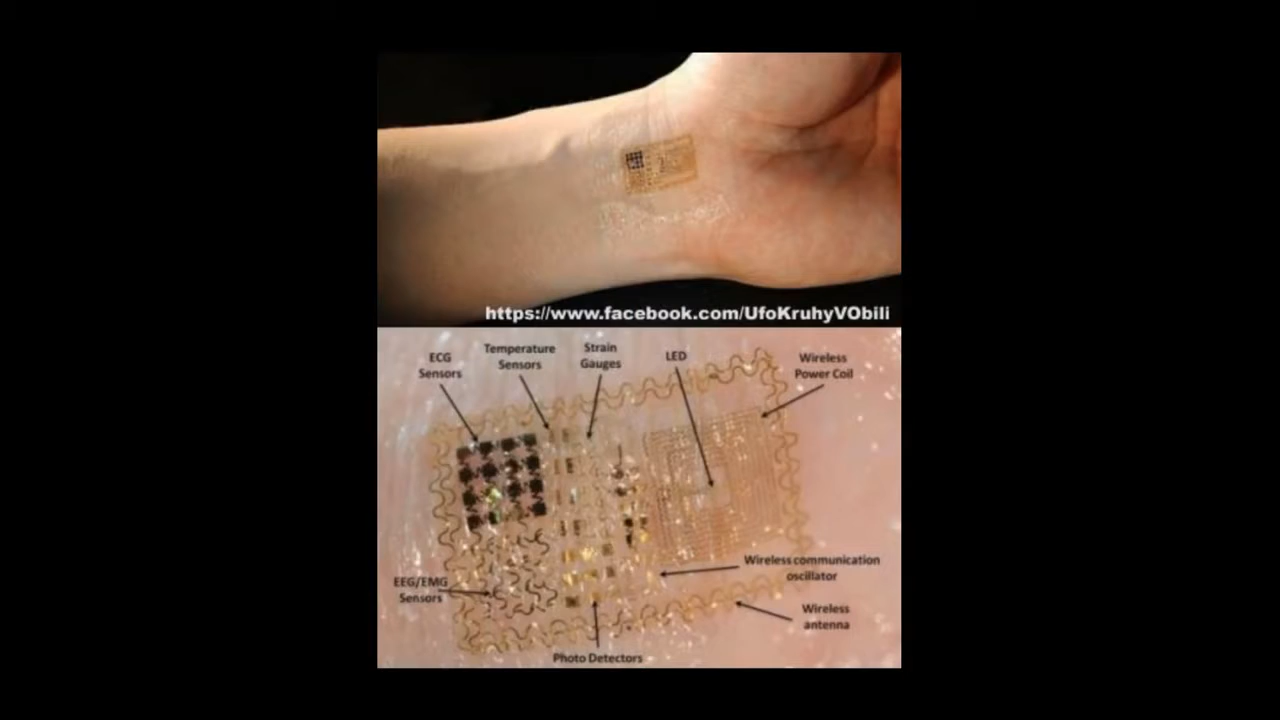 https://www.facebook.com/UfoKruhyVObili
ECG
Sensors
Temperature
Sensors
Strain
Gauges
LED
Wireless
Power Coil
Wireless communication
oscillator
EEG/EMG
Sensors
Wireless
antenna
Photo Detectors